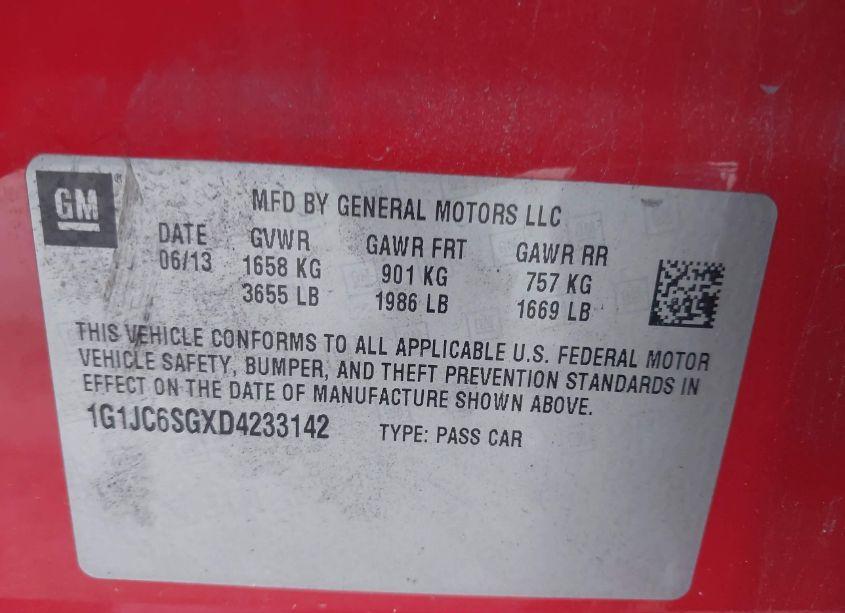 GM
MFD BY GENERAL MOTORS LLC
DATE GVWR GAWR FRT GAWR RR
06/13 1658 KG 901 KG 757 KG
3655 LB 1986 LB 1669 LB
THIS VEHICLE CONFORMS TO ALL APPLICABLE U.S. FEDERAL MOTOR
VEHICLE SAFETY, BUMPER, AND THEFT PREVENTION STANDARDS IN
EFFECT ON THE DATE OF MANUFACTURE SHOWN ABOVE.
1G1JC6SGXD4233142 TYPE: PASS CAR